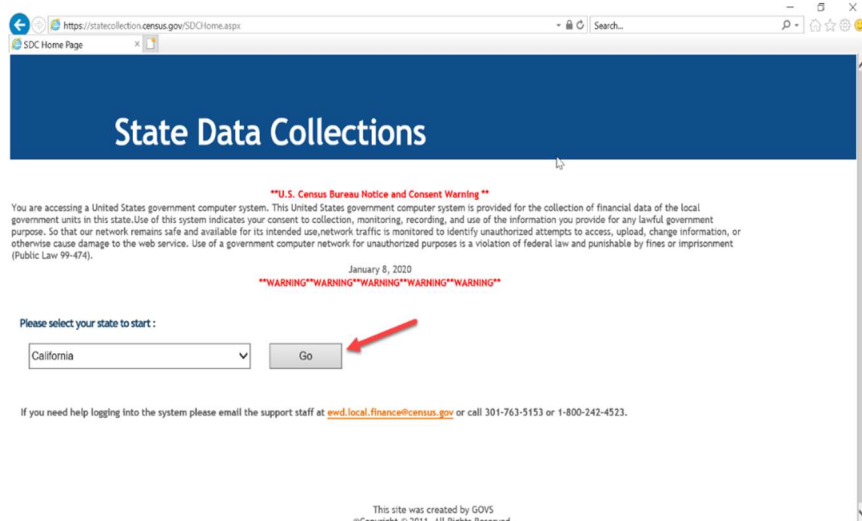 https://statecollection.census.gov/SDCHome.aspx
Search...
SDC Home Page
State Data Collections
**U.S. Census Bureau Notice and Consent Warning **
You are accessing a United States government computer system. This United States government computer system is provided for the collection of financial data of the local
government units in this state.Use of this system indicates your consent to collection, monitoring, recording, and use of the information you provide for any lawful government
purpose. So that our network remains safe and available for its intended use,network traffic is monitored to identify unauthorized attempts to access, upload, change information, or
otherwise cause damage to the web service. Use of a government computer network for unauthorized purposes is a violation of federal law and punishable by fines or imprisonment
(Public Law 99-474).
January 8, 2020
**WARNING**WARNING**WARNING**WARNING**WARNING**
Please select your state to start :
California
Go
If you need help logging into the system please email the support staff at ewd.local.finance@census.gov or call 301-763-5153 or 1-800-242-4523.
This site was created by GOVS
©Copyright © 2011. All Rights Reserved